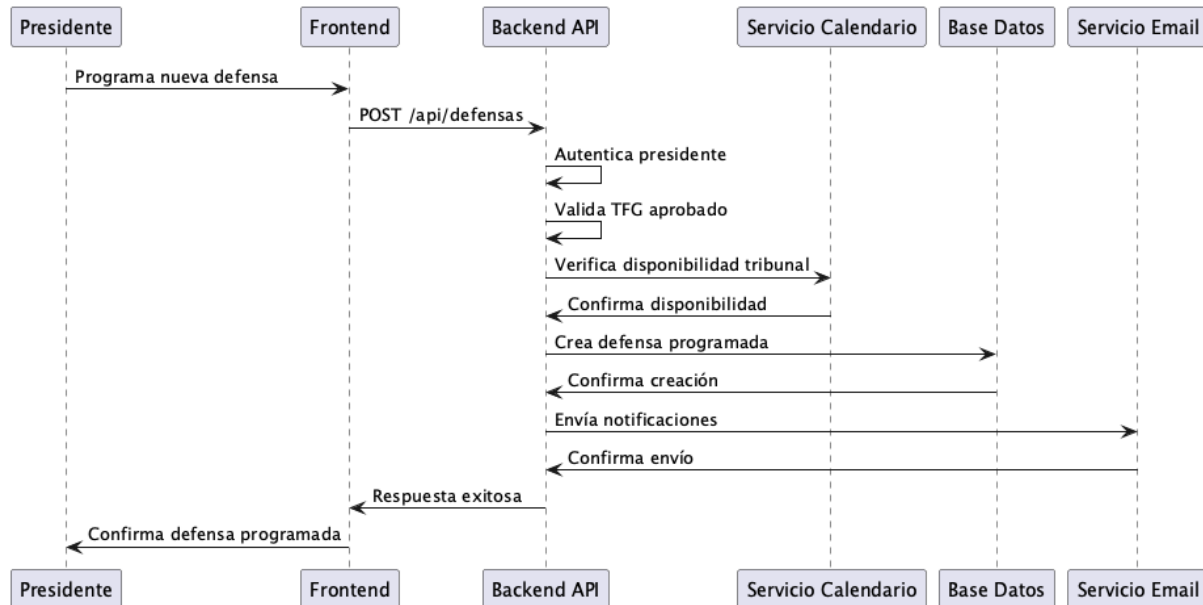 Presidente
Frontend
Backend API
Servicio Calendario
Base Datos
Servicio Email
Programa nueva defensa
POST /api/defensas
Autentica presidente
Valida TFG aprobado
Verifica disponibilidad tribunal
Confirma disponibilidad
Crea defensa programada
Confirma creación
Envía notificaciones
Confirma envío
Respuesta exitosa
Confirma defensa programada
Presidente
Frontend
Backend API
Servicio Calendario
Base Datos
Servicio Email